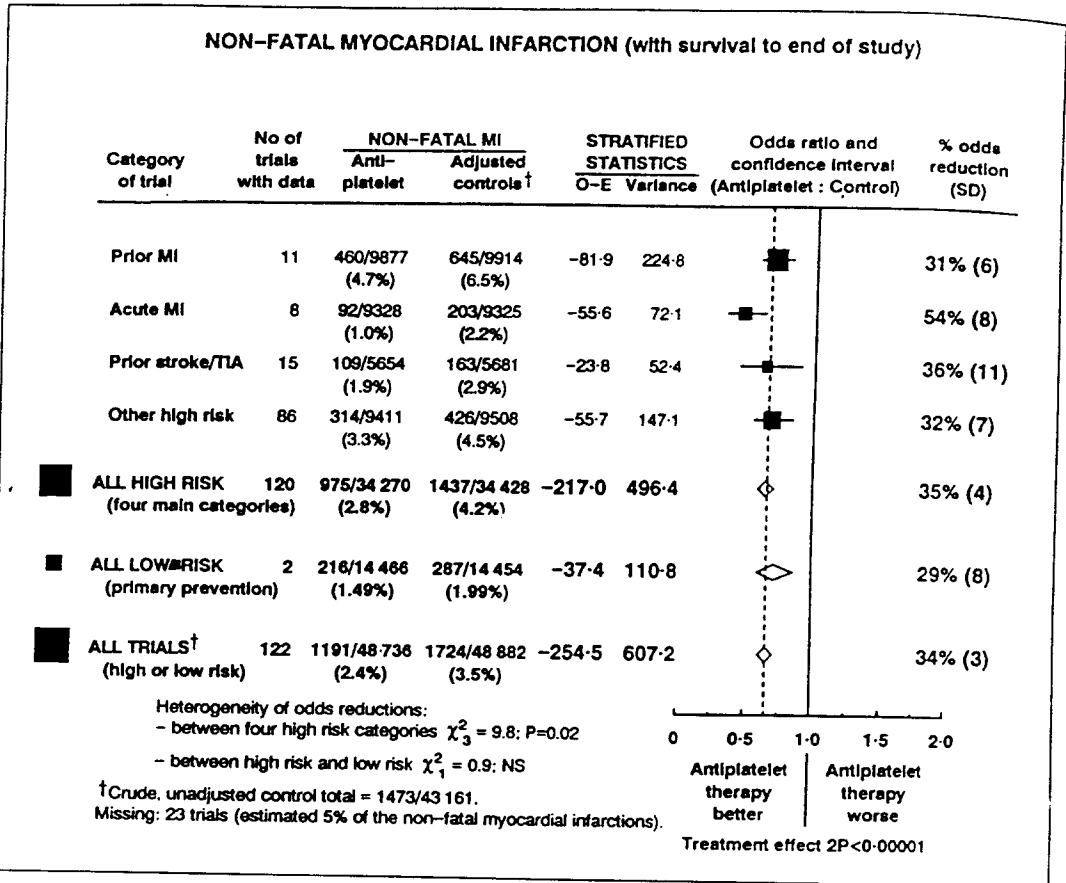 NON-FATAL MYOCARDIAL INFARCTION (with survival to end of study)
Category of trial No of trials with data NON-FATAL MI Anti-platelet Adjusted controls† STRATIFIED STATISTICS O-E Variance Odds ratio and confidence interval (Antiplatelet : Control) % odds reduction (SD)
Prior MI 11 460/9877 645/9914 -81·9 224·8 31% (6)
(4.7%) (6.5%)
Acute MI 8 92/9328 203/9325 -55·6 72·1 54% (8)
(1.0%) (2.2%)
Prior stroke/TIA 15 109/5654 163/5681 -23·8 52·4 36% (11)
(1.9%) (2.9%)
Other high risk 86 314/9411 426/9508 -55·7 147·1 32% (7)
(3.3%) (4.5%)
ALL HIGH RISK 120 975/34 270 1437/34 428 -217·0 496·4 35% (4)
(four main categories) (2.8%) (4.2%)
ALL LOW RISK 2 216/14 466 287/14 454 -37·4 110·8 29% (8)
(primary prevention) (1.49%) (1.99%)
ALL TRIALS† 122 1191/48·736 1724/48 882 -254·5 607·2 34% (3)
(high or low risk) (2.4%) (3.5%)
Heterogeneity of odds reductions:
- between four high risk categories χ²₃ = 9.8; P=0.02
- between high risk and low risk χ²₁ = 0.9; NS
†Crude, unadjusted control total = 1473/43 161.
Missing: 23 trials (estimated 5% of the non-fatal myocardial infarctions).
0 0·5 1·0 1·5 2·0
Antiplatelet Antiplatelet
therapy therapy
better worse
Treatment effect 2P<0·00001